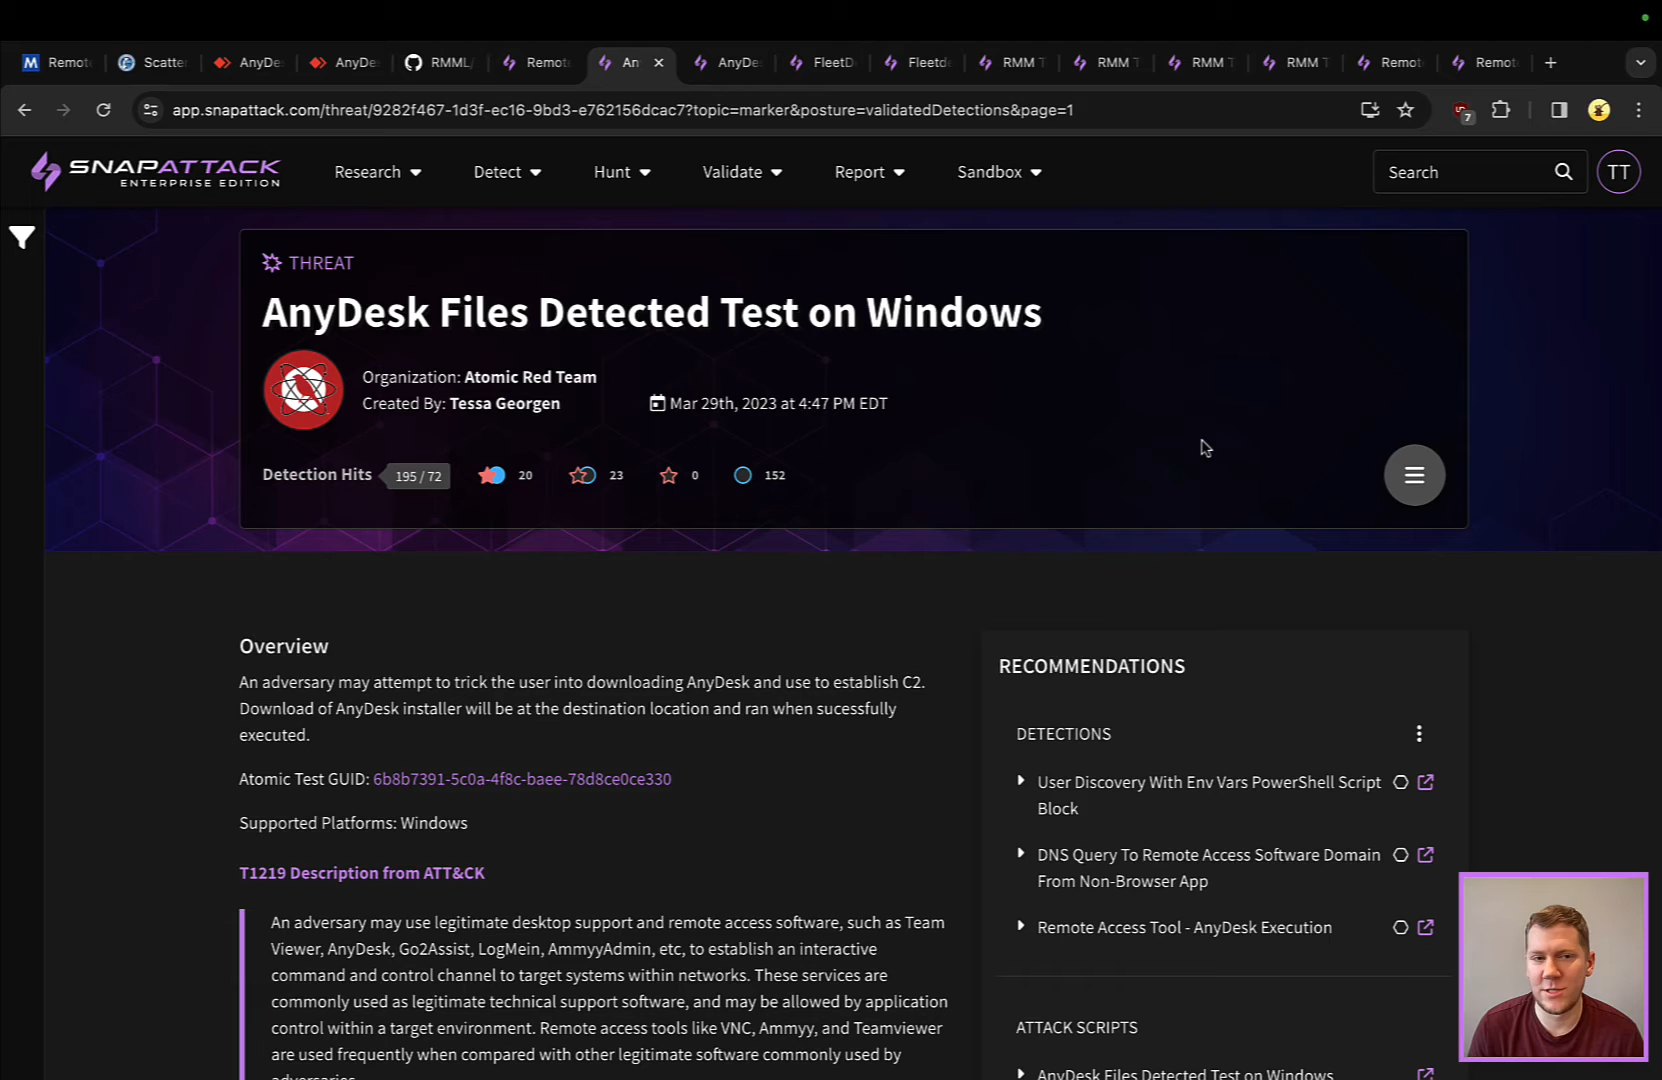 Remote
Scatter
AnyDe
AnyDe
RMML/
Remote
An
AnyDe
FleetD
Fleetde
RMM T
RMM T
RMM T
RMM T
Remote
Remot
app.snapattack.com/threat/9282f467-1d3f-ec16-9bd3-e762156dcac7?topic=marker&posture=validatedDetections&page=1
7
SNAPATTACK
ENTERPRISE EDITION
Research
Detect
Hunt
Validate
Report
Sandbox
Search
TT
THREAT
AnyDesk Files Detected Test on Windows
Organization: Atomic Red Team
Created By: Tessa Georgen
Mar 29th, 2023 at 4:47 PM EDT
Detection Hits
195 / 72
20
23
0
152
Overview
An adversary may attempt to trick the user into downloading AnyDesk and use to establish C2.
Download of AnyDesk installer will be at the destination location and ran when sucessfully
executed.
Atomic Test GUID: 6b8b7391-5c0a-4f8c-baee-78d8ce0ce330
Supported Platforms: Windows
T1219 Description from ATT&CK
An adversary may use legitimate desktop support and remote access software, such as Team
Viewer, AnyDesk, Go2Assist, LogMein, AmmyyAdmin, etc, to establish an interactive
command and control channel to target systems within networks. These services are
commonly used as legitimate technical support software, and may be allowed by application
control within a target environment. Remote access tools like VNC, Ammyy, and Teamviewer
are used frequently when compared with other legitimate software commonly used by
adversaries.
RECOMMENDATIONS
DETECTIONS
User Discovery With Env Vars PowerShell Script
Block
DNS Query To Remote Access Software Domain
From Non-Browser App
Remote Access Tool - AnyDesk Execution
ATTACK SCRIPTS
AnyDesk Files Detected Test on Windows